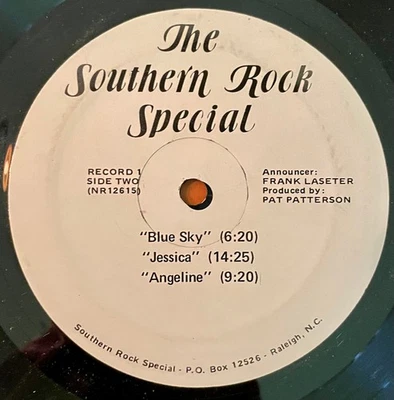 The
Southern Rock
Special
RECORD 1
SIDE TWO
(NR12615)
Announcer:
FRANK LASETER
Produced by:
PAT PATTERSON
"Blue Sky" (6:20)
"Jessica" (14:25)
"Angeline" (9:20)
Southern Rock Special - P.O. Box 12526 - Raleigh, N.C.